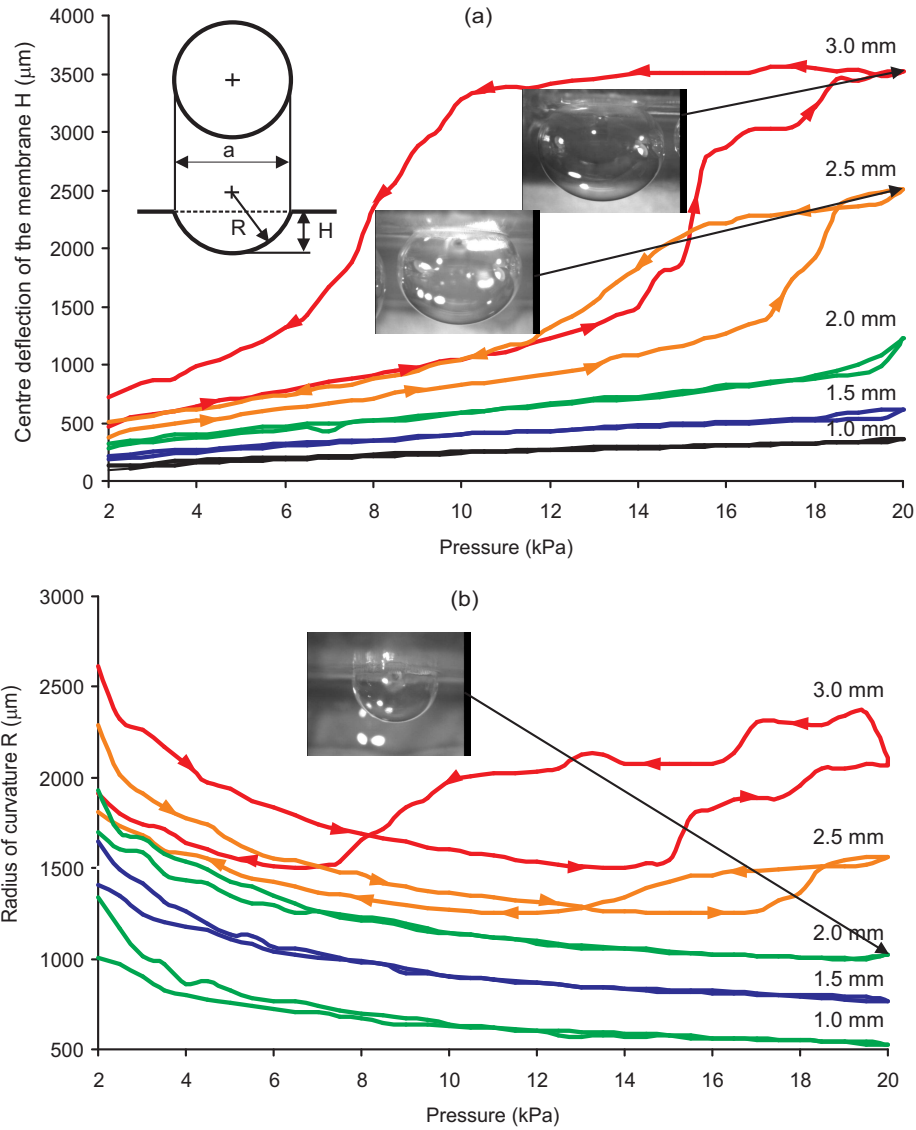 (a)
4000
3500
3000
2500
2000
1500
1000
500
0
Centre deflection of the membrane H (μm)
a
R
H
3.0 mm
2.5 mm
2.0 mm
1.5 mm
1.0 mm
2 4 6 8 10 12 14 16 18 20
Pressure (kPa)
(b)
3000
2500
2000
1500
1000
500
Radius of curvature R (μm)
3.0 mm
2.5 mm
2.0 mm
1.5 mm
1.0 mm
2 4 6 8 10 12 14 16 18 20
Pressure (kPa)